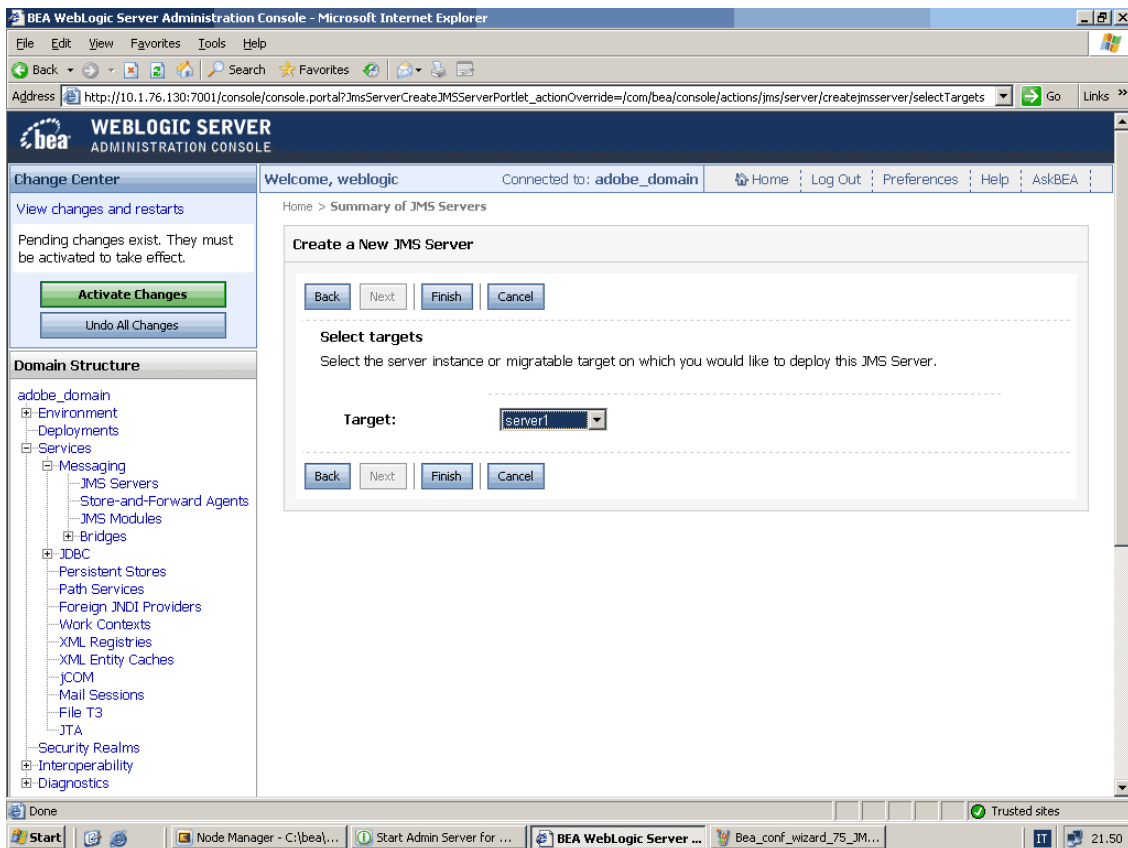 BEA WebLogic Server Administration Console - Microsoft Internet Explorer
File Edit View Favorites Tools Help
Back Search Favorites
Address http://10.1.76.130:7001/console/console.portal?JmsServerCreateJMSServerPortlet_actionOverride=/com/bea/console/actions/jms/server/createjmsserver/selectTargets Go Links »
bea WEBLOGIC SERVER
ADMINISTRATION CONSOLE
Change Center
View changes and restarts
Pending changes exist. They must
be activated to take effect.
Activate Changes
Undo All Changes
Domain Structure
adobe_domain
Environment
Deployments
Services
Messaging
JMS Servers
Store-and-Forward Agents
JMS Modules
Bridges
JDBC
Persistent Stores
Path Services
Foreign JNDI Providers
Work Contexts
XML Registries
XML Entity Caches
jCOM
Mail Sessions
File T3
JTA
Security Realms
Interoperability
Diagnostics
Welcome, weblogic Connected to: adobe_domain Home Log Out Preferences Help AskBEA
Home > Summary of JMS Servers
Create a New JMS Server
Back Next Finish Cancel
Select targets
Select the server instance or migratable target on which you would like to deploy this JMS Server.
Target: server1
Back Next Finish Cancel
Done Trusted sites
Start Node Manager - C:\bea\... Start Admin Server for ... BEA WebLogic Server ... Bea_conf_wizard_75_JM... IT 21.50